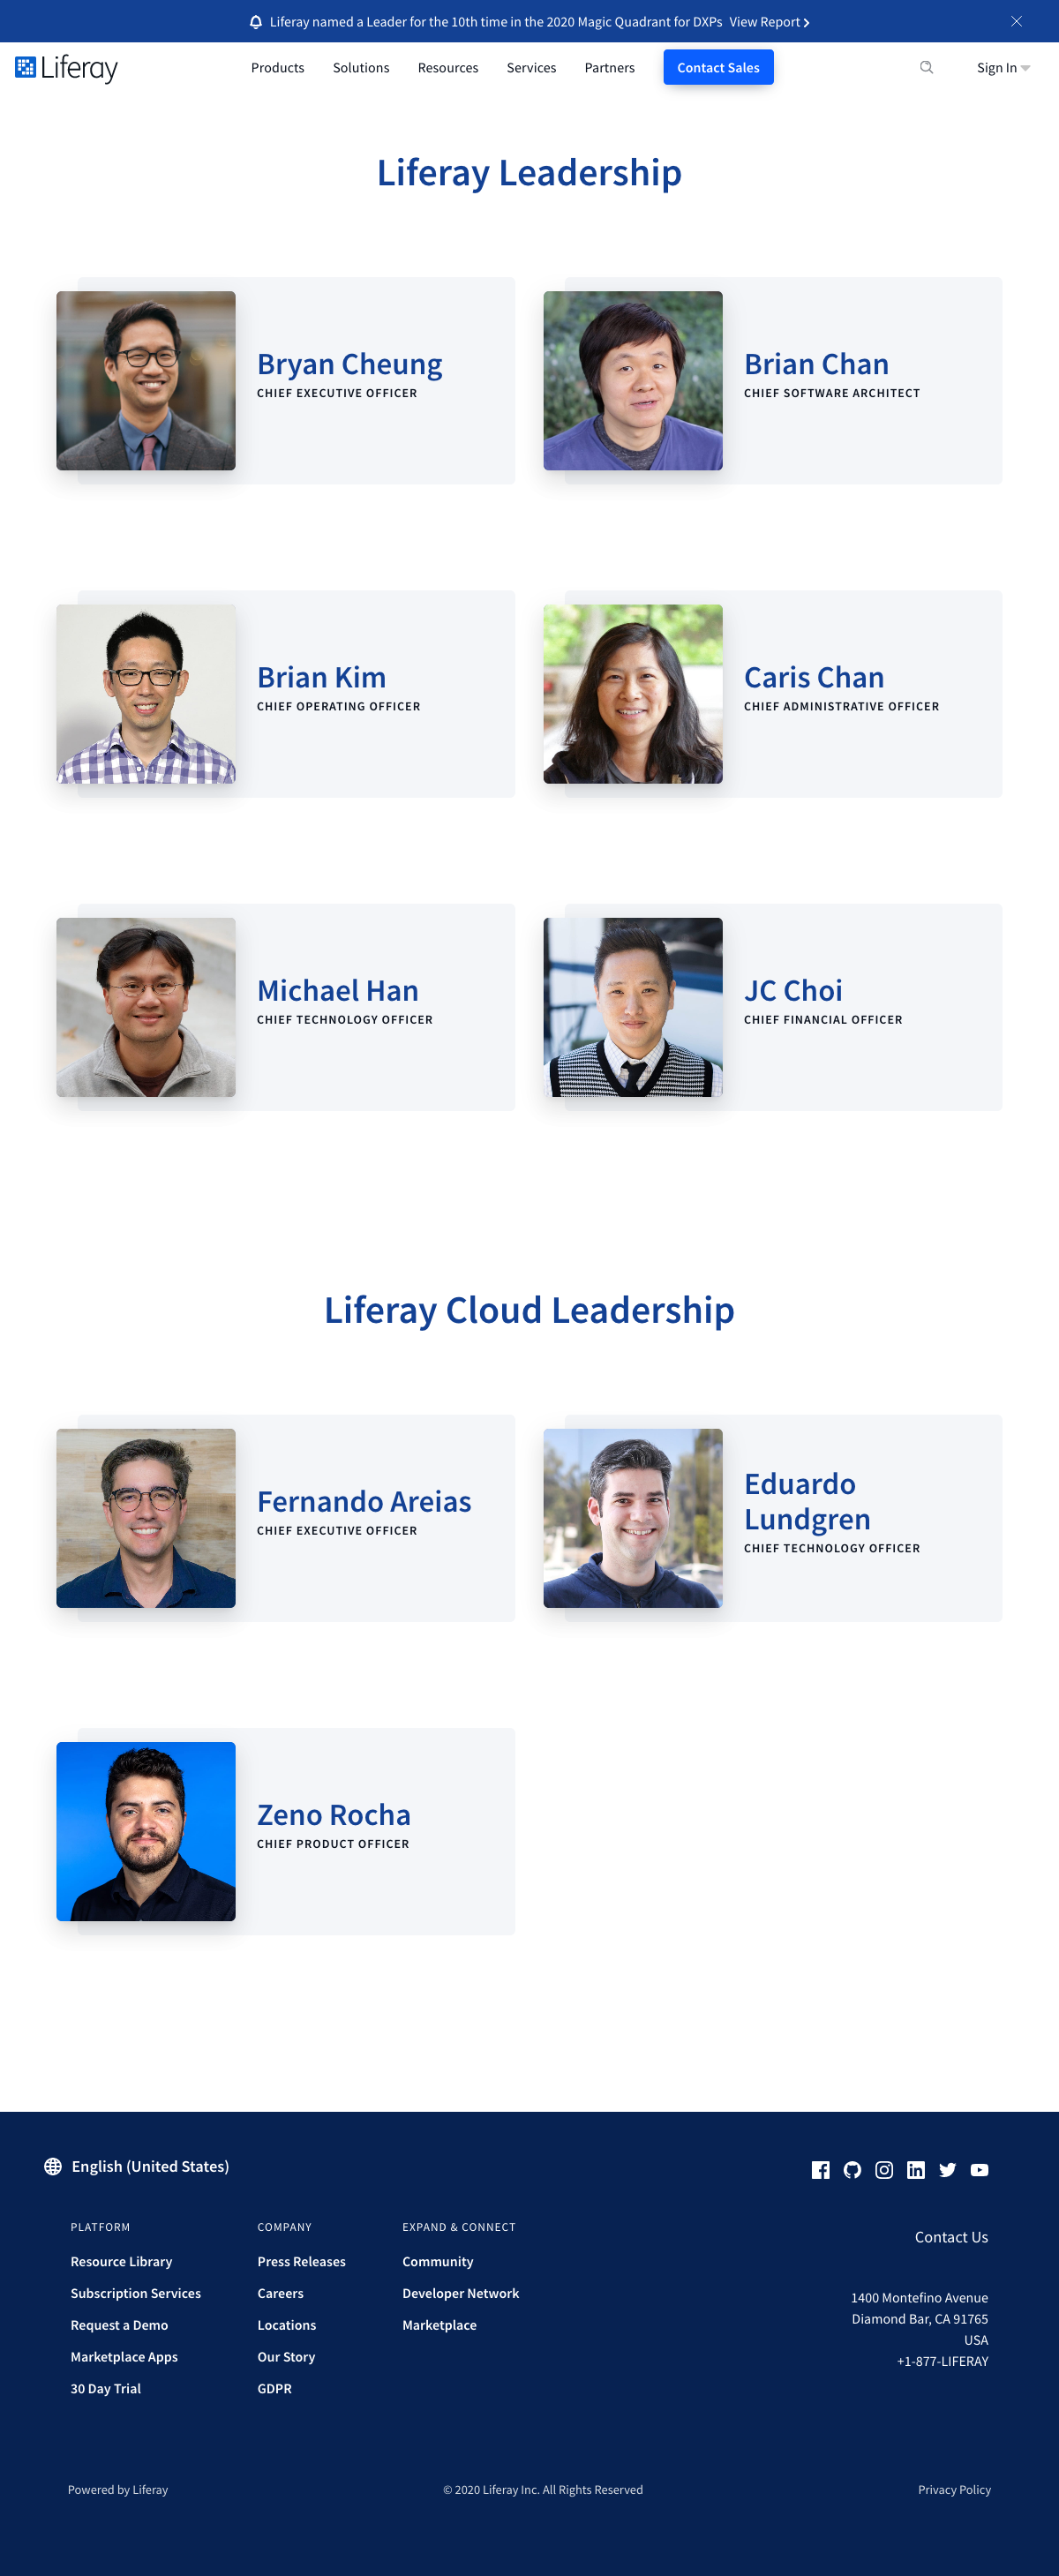 Liferay named a Leader for the 10th time in the 2020 Magic Quadrant for DXPs View Report
Liferay
Products Solutions Resources Services Partners Contact Sales Sign In
Liferay Leadership
Bryan Cheung
CHIEF EXECUTIVE OFFICER
Brian Chan
CHIEF SOFTWARE ARCHITECT
Brian Kim
CHIEF OPERATING OFFICER
Caris Chan
CHIEF ADMINISTRATIVE OFFICER
Michael Han
CHIEF TECHNOLOGY OFFICER
JC Choi
CHIEF FINANCIAL OFFICER
Liferay Cloud Leadership
Fernando Areias
CHIEF EXECUTIVE OFFICER
Eduardo
Lundgren
CHIEF TECHNOLOGY OFFICER
Zeno Rocha
CHIEF PRODUCT OFFICER
English (United States)
PLATFORM
Resource Library
Subscription Services
Request a Demo
Marketplace Apps
30 Day Trial
COMPANY
Press Releases
Careers
Locations
Our Story
GDPR
EXPAND & CONNECT
Community
Developer Network
Marketplace
Contact Us
1400 Montefino Avenue
Diamond Bar, CA 91765
USA
+1-877-LIFERAY
Powered by Liferay
© 2020 Liferay Inc. All Rights Reserved
Privacy Policy